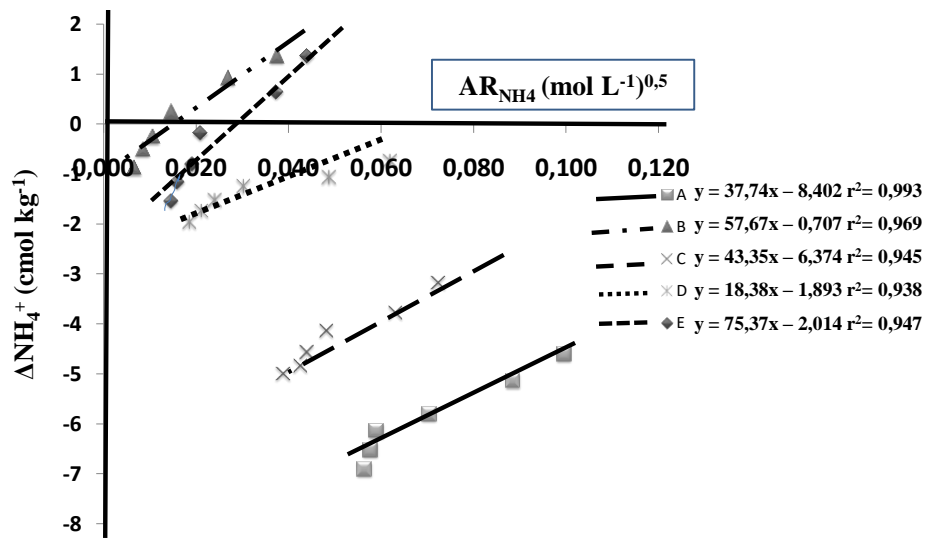 2
1
0
-1
-2
-3
-4
-5
-6
-7
-8
ΔNH₄⁺ (cmol kg⁻¹)
AR_NH4 (mol L⁻¹)⁰,⁵
0,000 0,020 0,040 0,060 0,080 0,100 0,120
A y = 37,74x – 8,402 r²= 0,993
B y = 57,67x – 0,707 r²= 0,969
C y = 43,35x – 6,374 r²= 0,945
D y = 18,38x – 1,893 r²= 0,938
E y = 75,37x – 2,014 r²= 0,947